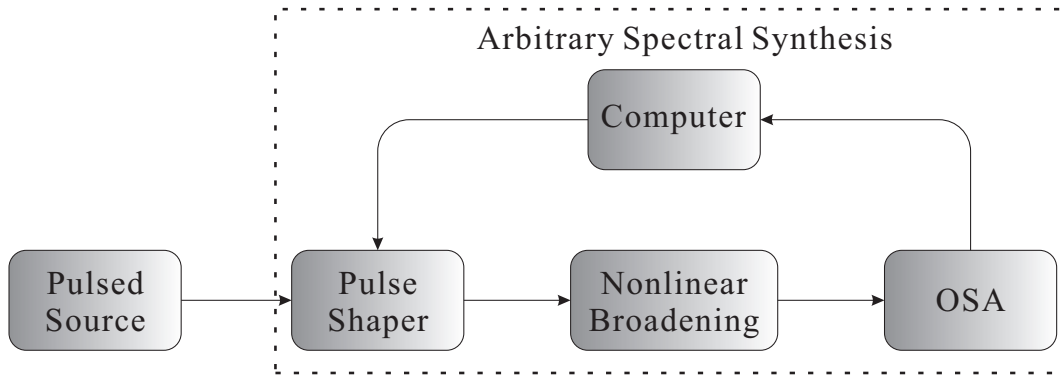 Arbitrary Spectral Synthesis
Computer
Pulsed
Source
Pulse
Shaper
Nonlinear
Broadening
OSA